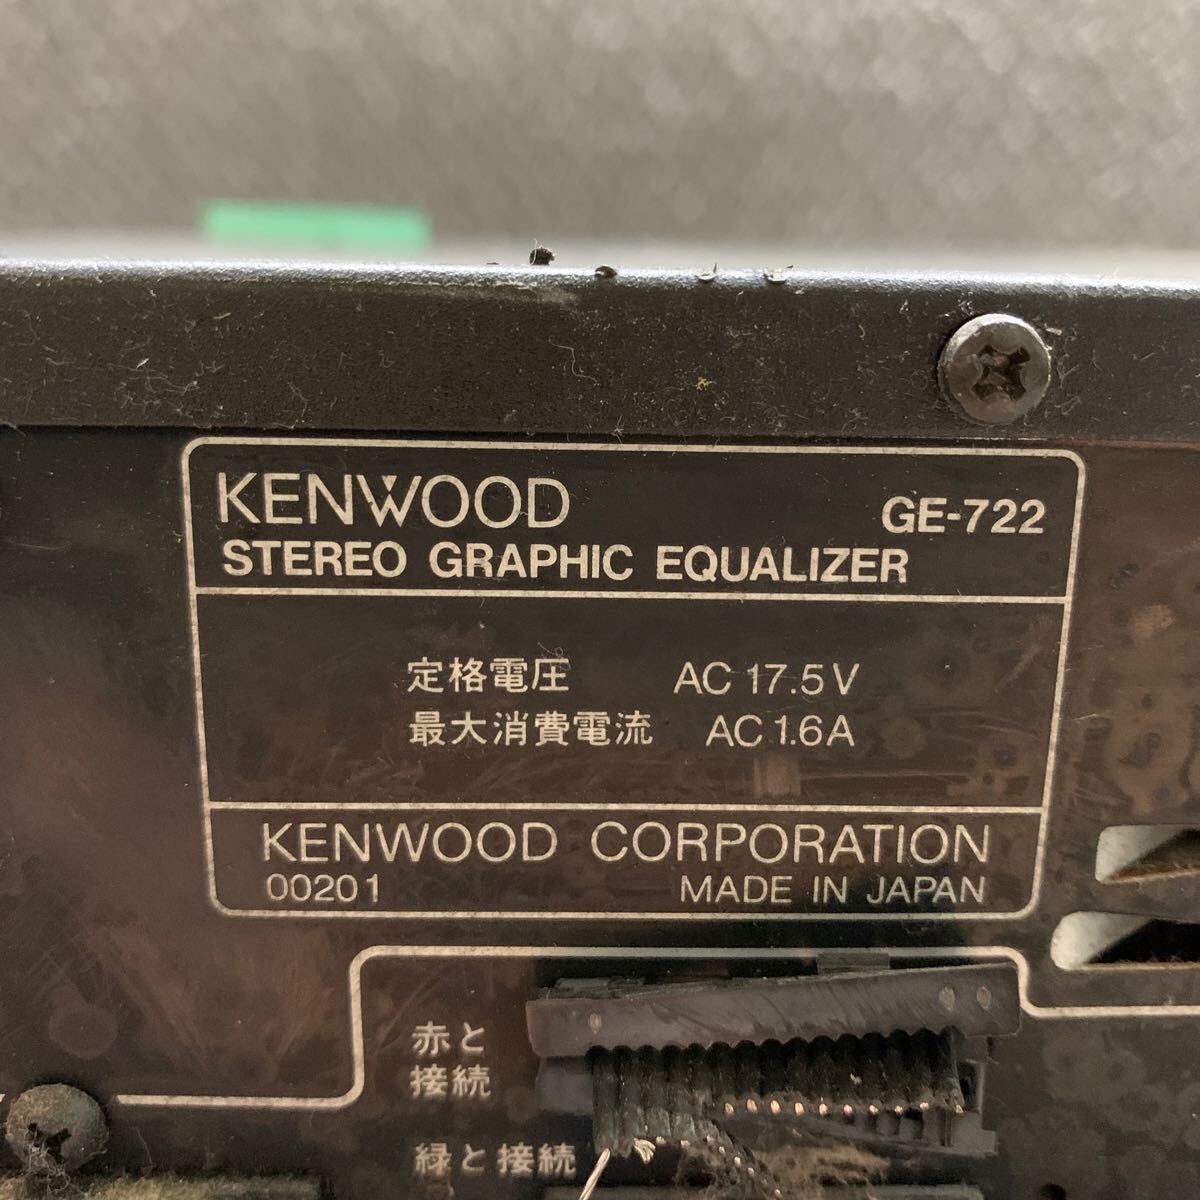 KENWOOD GE-722
STEREO GRAPHIC EQUALIZER
定格電圧 AC 17.5V
最大消費電流 AC 1.6A
KENWOOD CORPORATION
00201 MADE IN JAPAN
赤と
接続
緑と接続